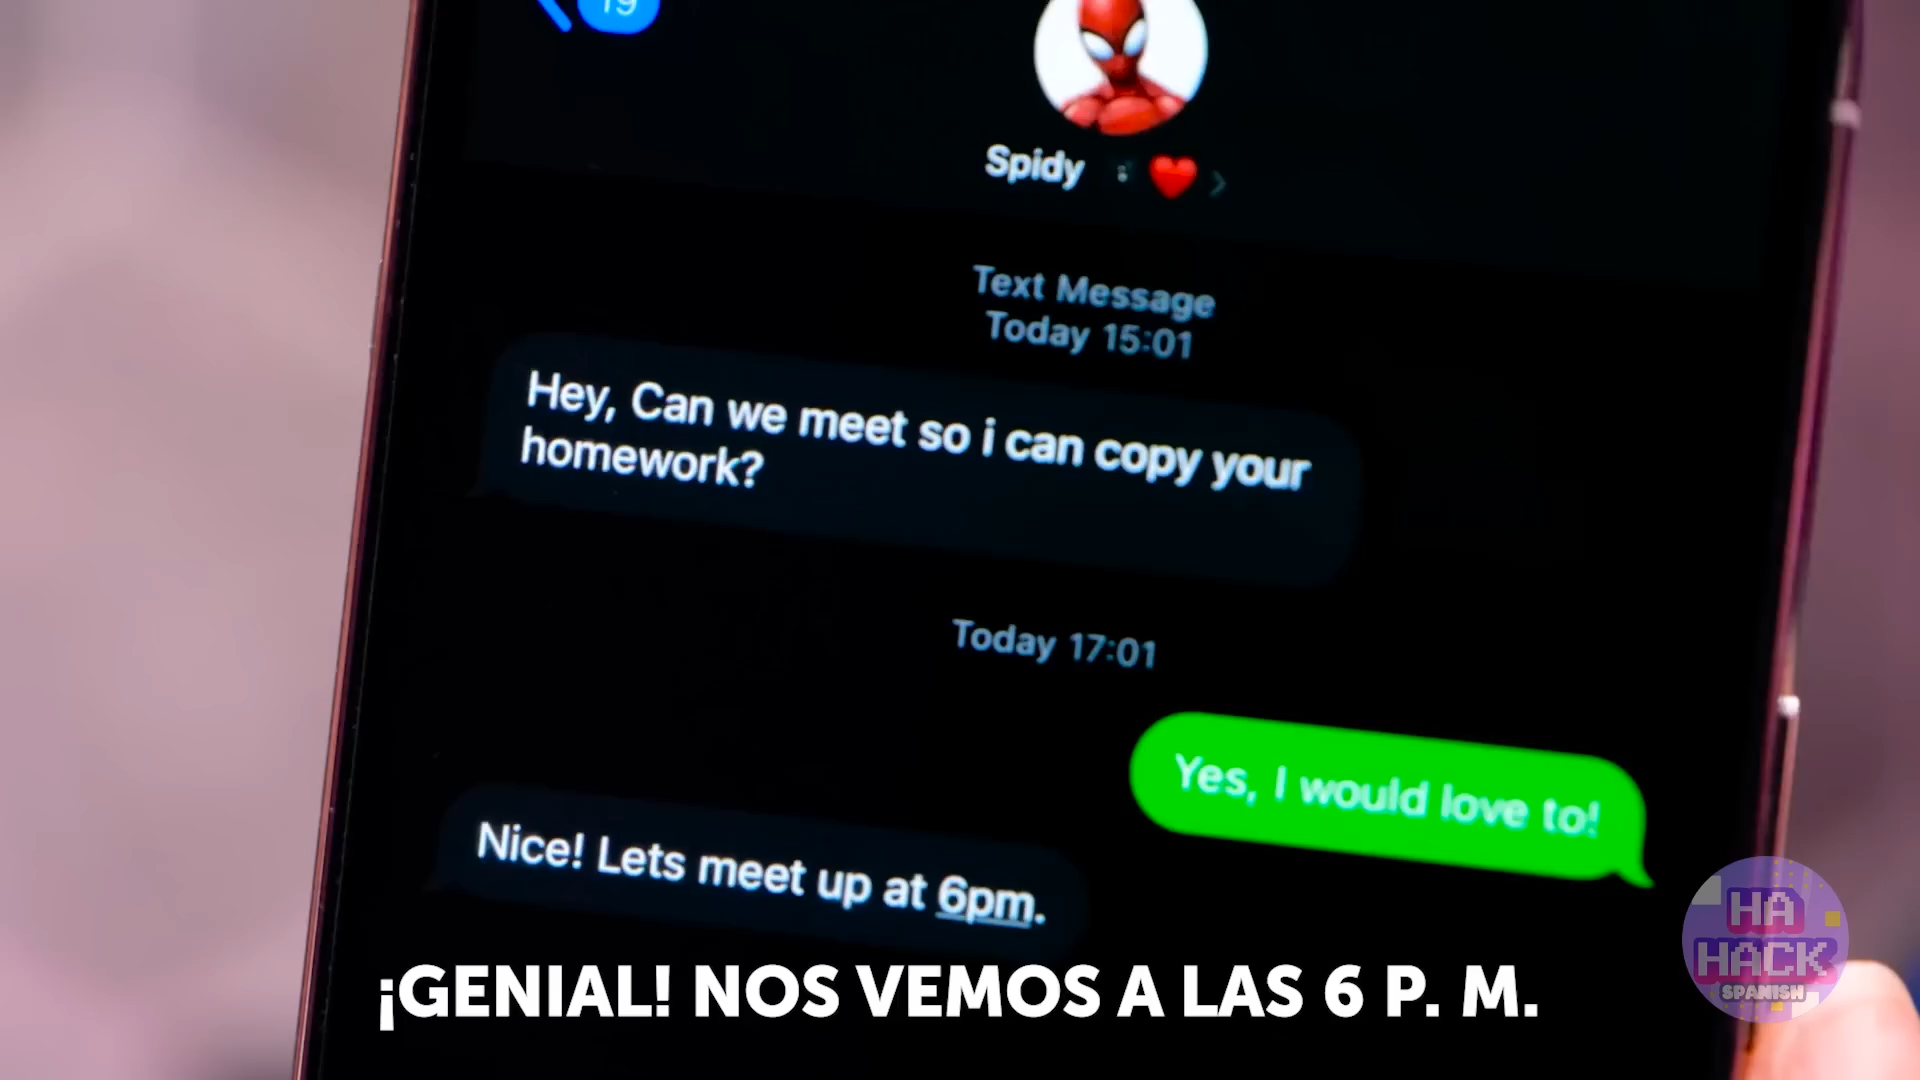 19
Spidy
Text Message
Today 15:01
Hey, Can we meet so i can copy your
homework?
Today 17:01
Yes, I would love to!
Nice! Lets meet up at 6pm.
¡GENIAL! NOS VEMOS A LAS 6 P. M.
HA
HACK
SPANISH